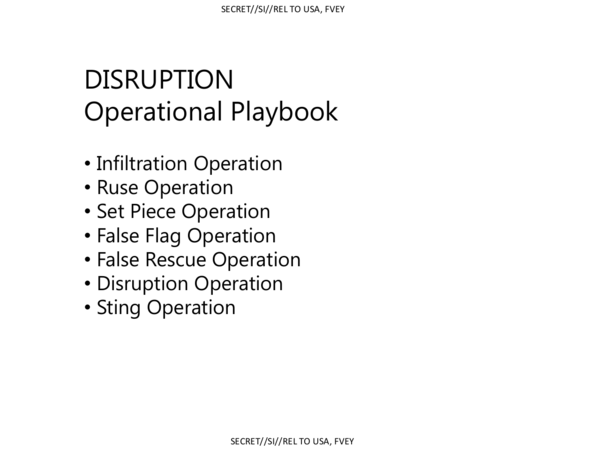 SECRET//SI//REL TO USA, FVEY
DISRUPTION
Operational Playbook
• Infiltration Operation
• Ruse Operation
• Set Piece Operation
• False Flag Operation
• False Rescue Operation
• Disruption Operation
• Sting Operation
SECRET//SI//REL TO USA, FVEY